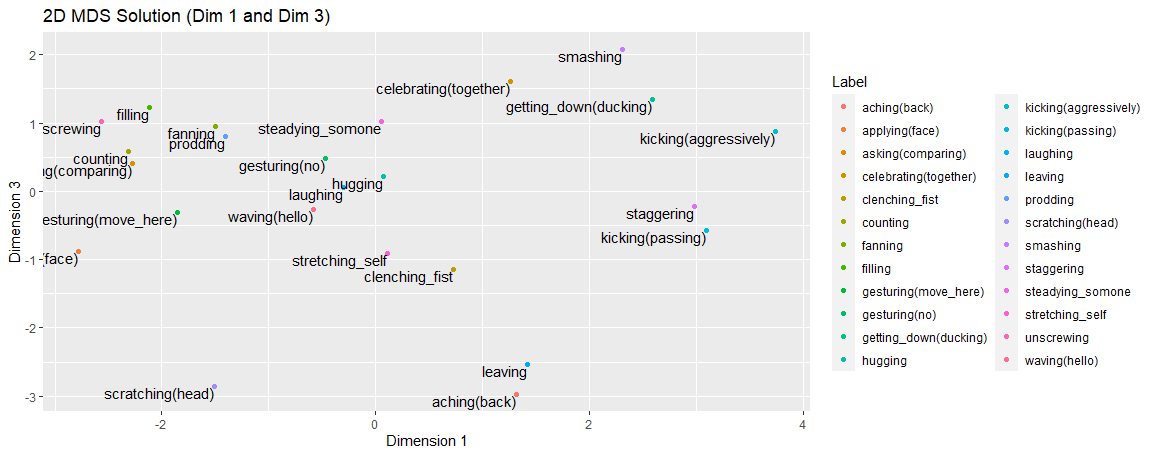 2D MDS Solution (Dim 1 and Dim 3)
smashing
celebrating(together)
getting_down(ducking)
filling
screwing
fanning
steadying_somone
prodding
kicking(aggressively)
counting
ng(comparing)
gesturing(no)
hugging
laughing
esturing(move_here)
waving(hello)
staggering
kicking(passing)
(face)
stretching_self
clenching_fist
leaving
scratching(head)
aching(back)
2
1
0
-1
-2
-3
Dimension 3
-2
0
2
4
Dimension 1
Label
aching(back)
applying(face)
asking(comparing)
celebrating(together)
clenching_fist
counting
fanning
filling
gesturing(move_here)
gesturing(no)
getting_down(ducking)
hugging
kicking(aggressively)
kicking(passing)
laughing
leaving
prodding
scratching(head)
smashing
staggering
steadying_somone
stretching_self
unscrewing
waving(hello)